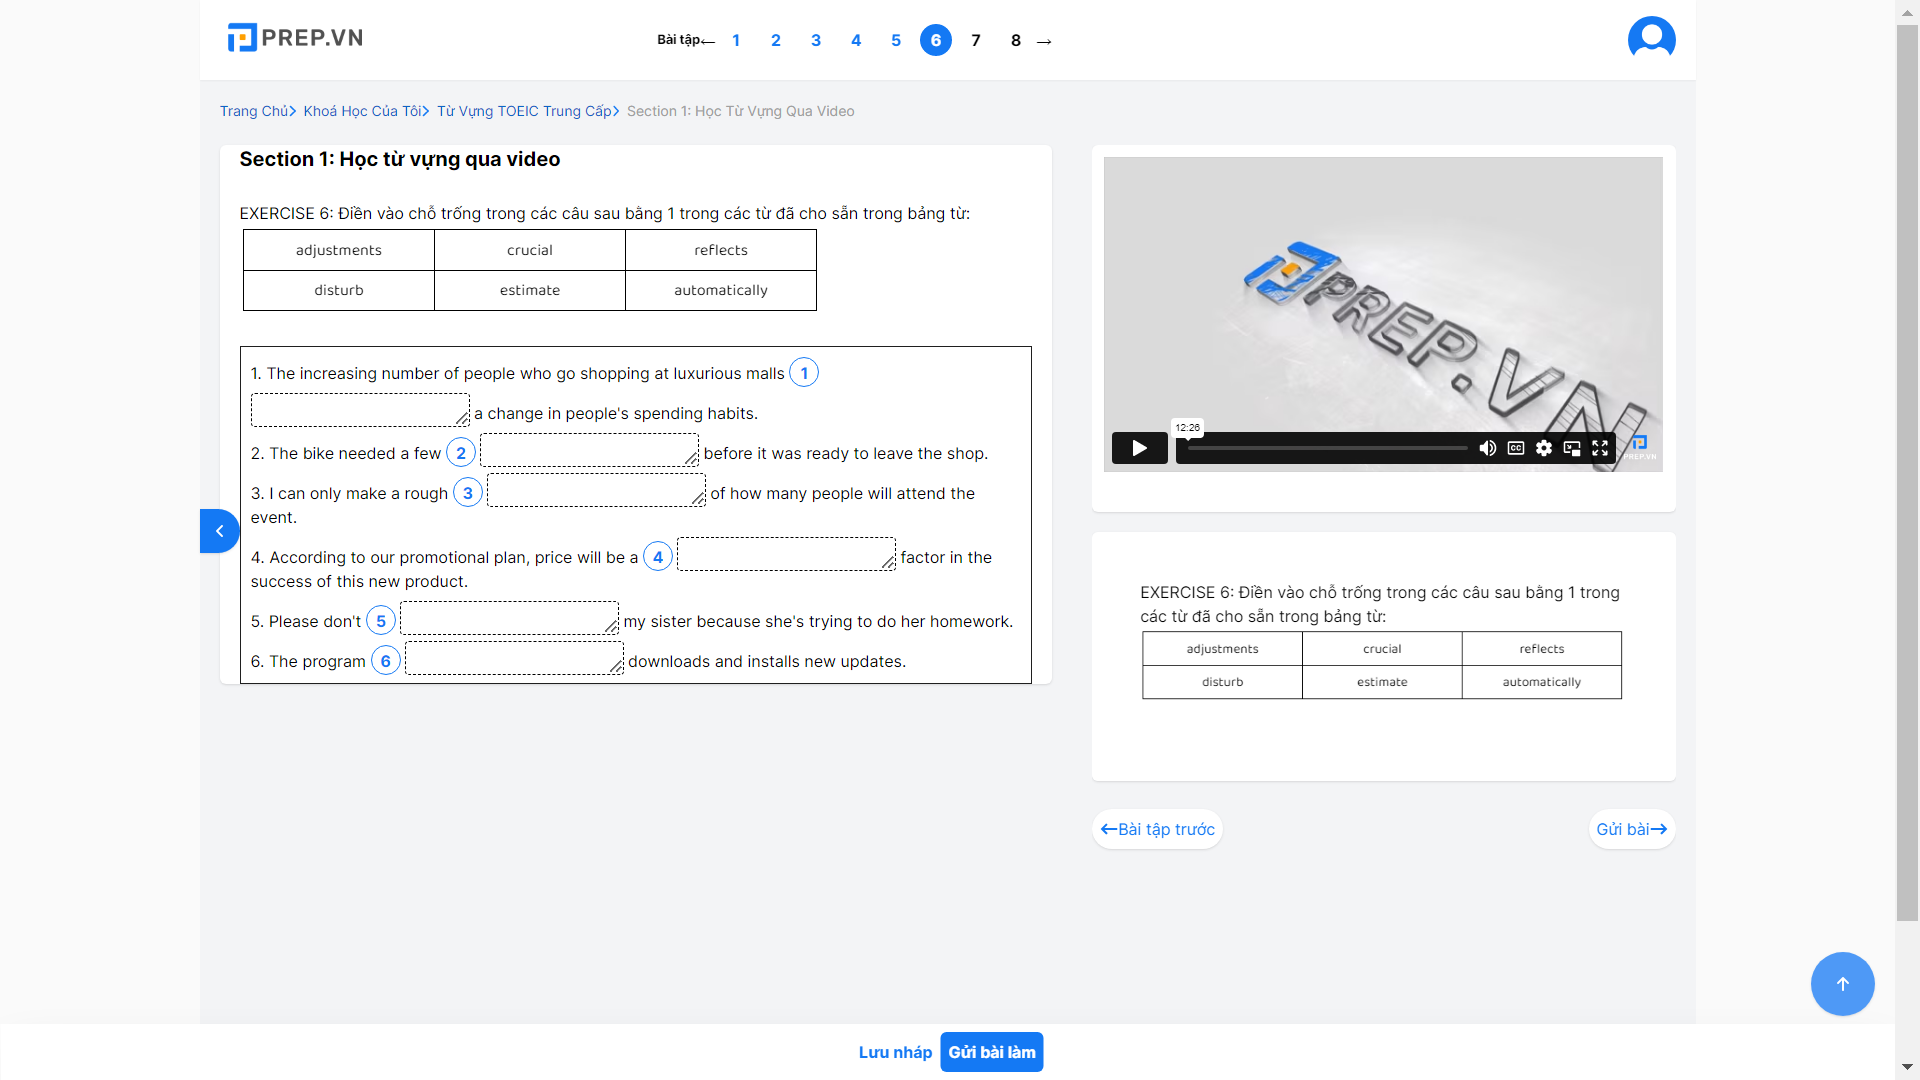 PREP.VN
Bài tập← 1 2 3 4 5 6 7 8 →
Trang Chủ> Khoá Học Của Tôi> Từ Vựng TOEIC Trung Cấp> Section 1: Học Từ Vựng Qua Video
Section 1: Học từ vựng qua video
EXERCISE 6: Điền vào chỗ trống trong các câu sau bằng 1 trong các từ đã cho sẵn trong bảng từ:
adjustments crucial reflects
disturb estimate automatically
1. The increasing number of people who go shopping at luxurious malls 1
a change in people's spending habits.
2. The bike needed a few 2 before it was ready to leave the shop.
3. I can only make a rough 3 of how many people will attend the
event.
4. According to our promotional plan, price will be a 4 factor in the
success of this new product.
5. Please don't 5 my sister because she's trying to do her homework.
6. The program 6 downloads and installs new updates.
PREP.VN
12:26
CC
PREP.VN
EXERCISE 6: Điền vào chỗ trống trong các câu sau bằng 1 trong
các từ đã cho sẵn trong bảng từ:
adjustments crucial reflects
disturb estimate automatically
←Bài tập trước
Gửi bài→
Lưu nháp
Gửi bài làm